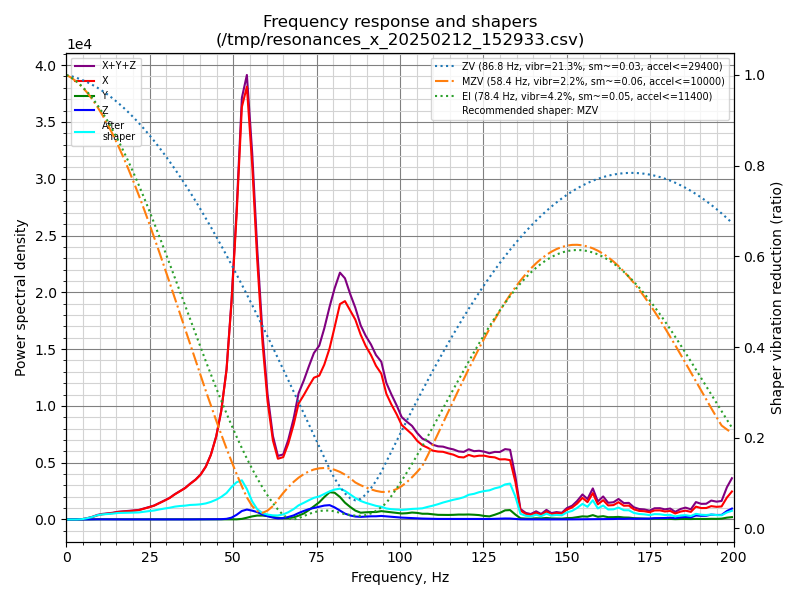 Frequency response and shapers
(/tmp/resonances_x_20250212_152933.csv)
1e4
X+Y+Z
X
Y
Z
After
shaper
ZV (86.8 Hz, vibr=21.3%, sm~=0.03, accel<=29400)
MZV (58.4 Hz, vibr=2.2%, sm~=0.06, accel<=10000)
EI (78.4 Hz, vibr=4.2%, sm~=0.05, accel<=11400)
Recommended shaper: MZV
4.0
3.5
3.0
2.5
2.0
1.5
1.0
0.5
0.0
Power spectral density
1.0
0.8
0.6
0.4
0.2
0.0
Shaper vibration reduction (ratio)
0 25 50 75 100 125 150 175 200
Frequency, Hz